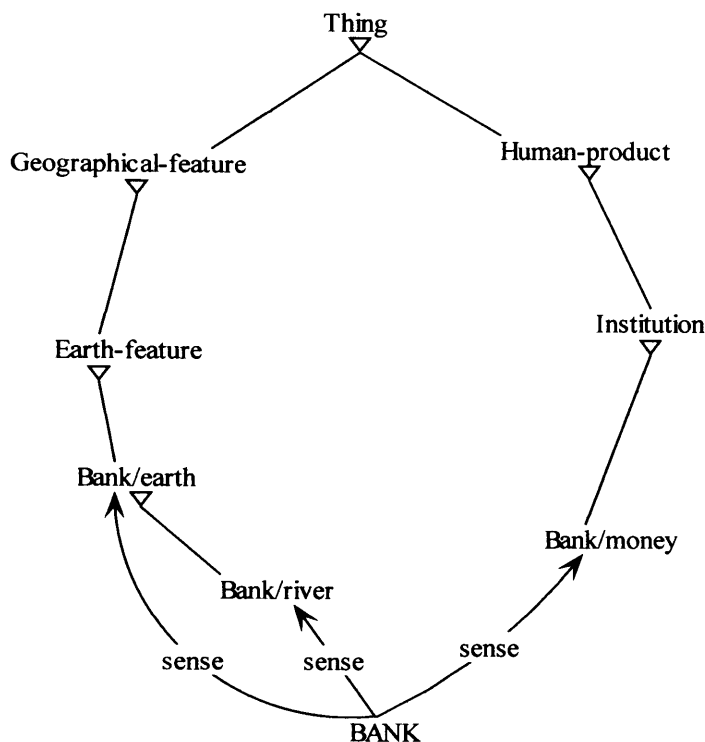 Thing
Geographical-feature
Human-product
Institution
Earth-feature
Bank/earth
Bank/money
Bank/river
sense
sense
sense
BANK